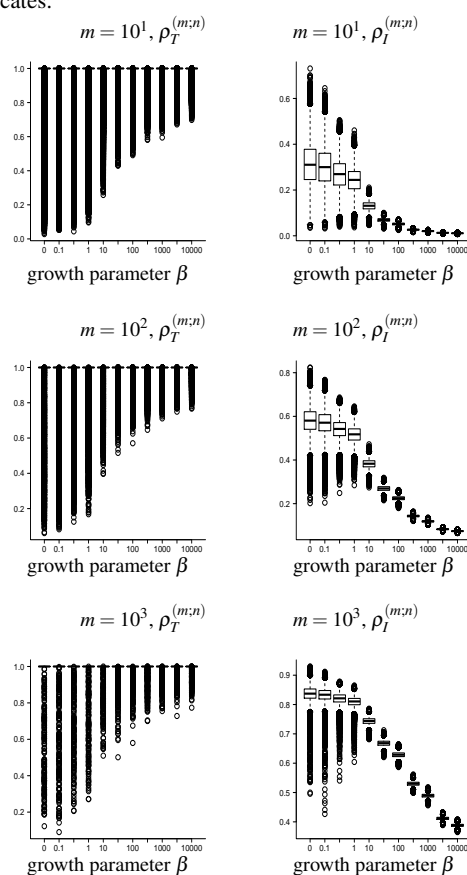 cates.
m = 10¹, ρ_T^(m;n)
m = 10¹, ρ_I^(m;n)
1.0
0.8
0.6
0.4
0.2
0.0
0 0.1 1 10 100 1000 10000
growth parameter β
0.6
0.4
0.2
0.0
0 0.1 1 10 100 1000 10000
growth parameter β
m = 10², ρ_T^(m;n)
m = 10², ρ_I^(m;n)
1.0
0.8
0.6
0.4
0.2
0 0.1 1 10 100 1000 10000
growth parameter β
0.8
0.6
0.4
0.2
0 0.1 1 10 100 1000 10000
growth parameter β
m = 10³, ρ_T^(m;n)
m = 10³, ρ_I^(m;n)
1.0
0.8
0.6
0.4
0.2
0 0.1 1 10 100 1000 10000
growth parameter β
0.9
0.8
0.7
0.6
0.5
0.4
0 0.1 1 10 100 1000 10000
growth parameter β